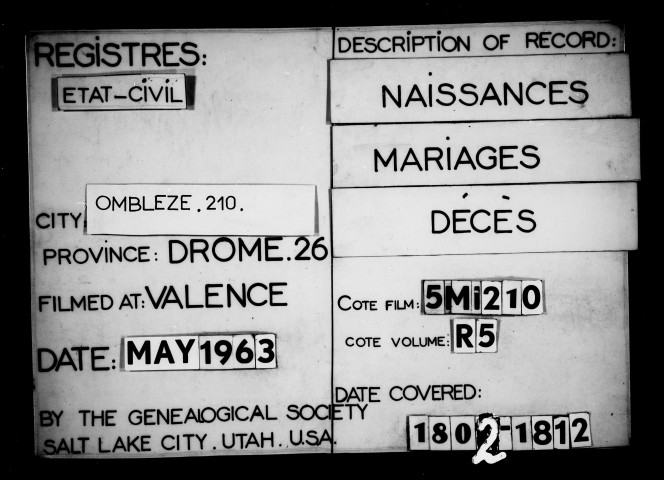 REGISTRES:
ETAT-CIVIL
CITY OMBLEZE.210.
PROVINCE: DROME.26
FILMED AT: VALENCE
DATE: MAY 1963
BY THE GENEALOGICAL SOCIETY
SALT LAKE CITY. UTAH. U.S.A.
DESCRIPTION OF RECORD:
NAISSANCES
MARIAGES
DÉCÈS
COTE FILM: 5Mi210
COTE VOLUME: R5
DATE COVERED:
1802-1812